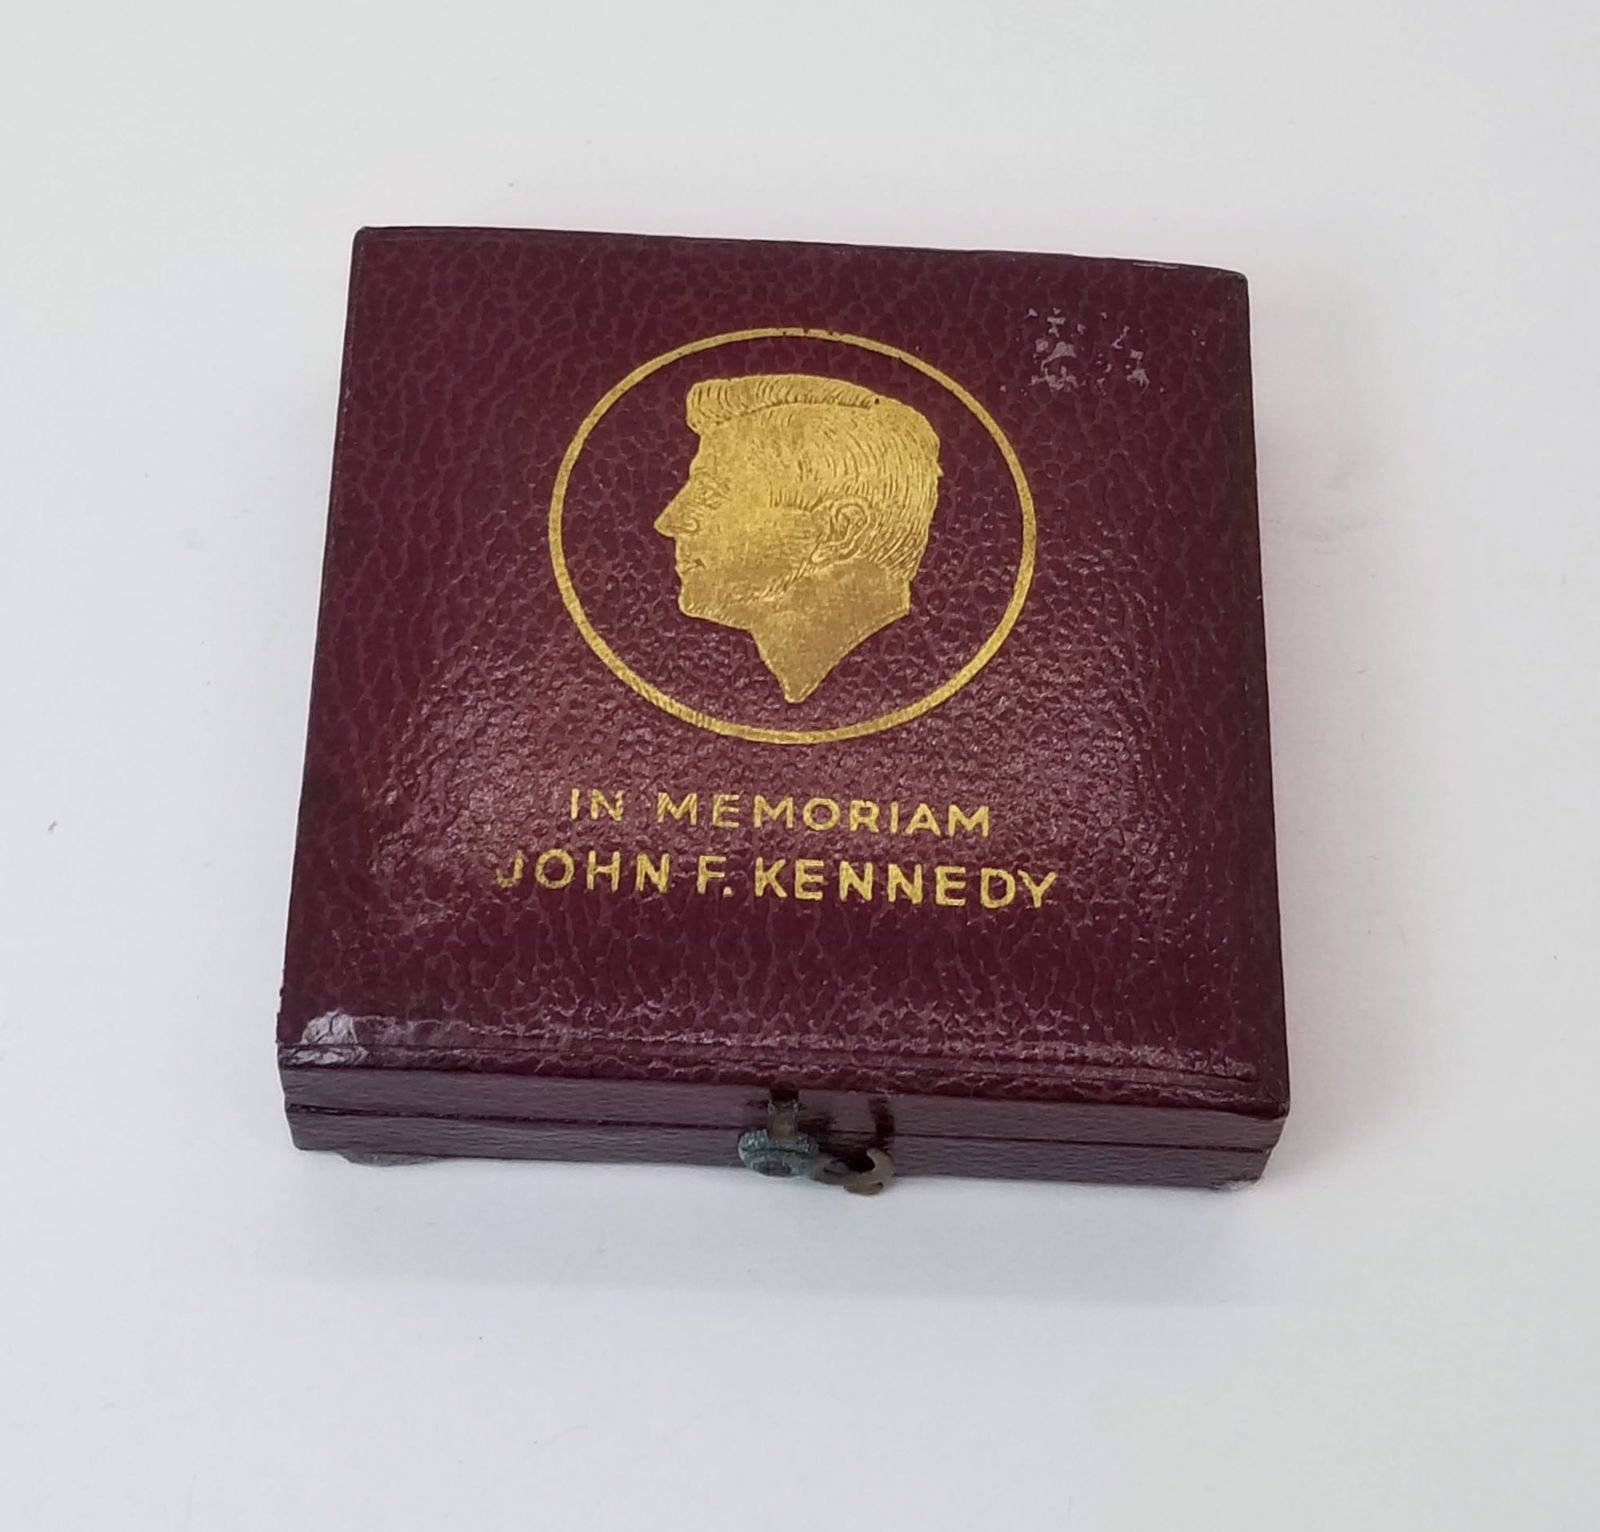 IN MEMORIAM
JOHN F. KENNEDY